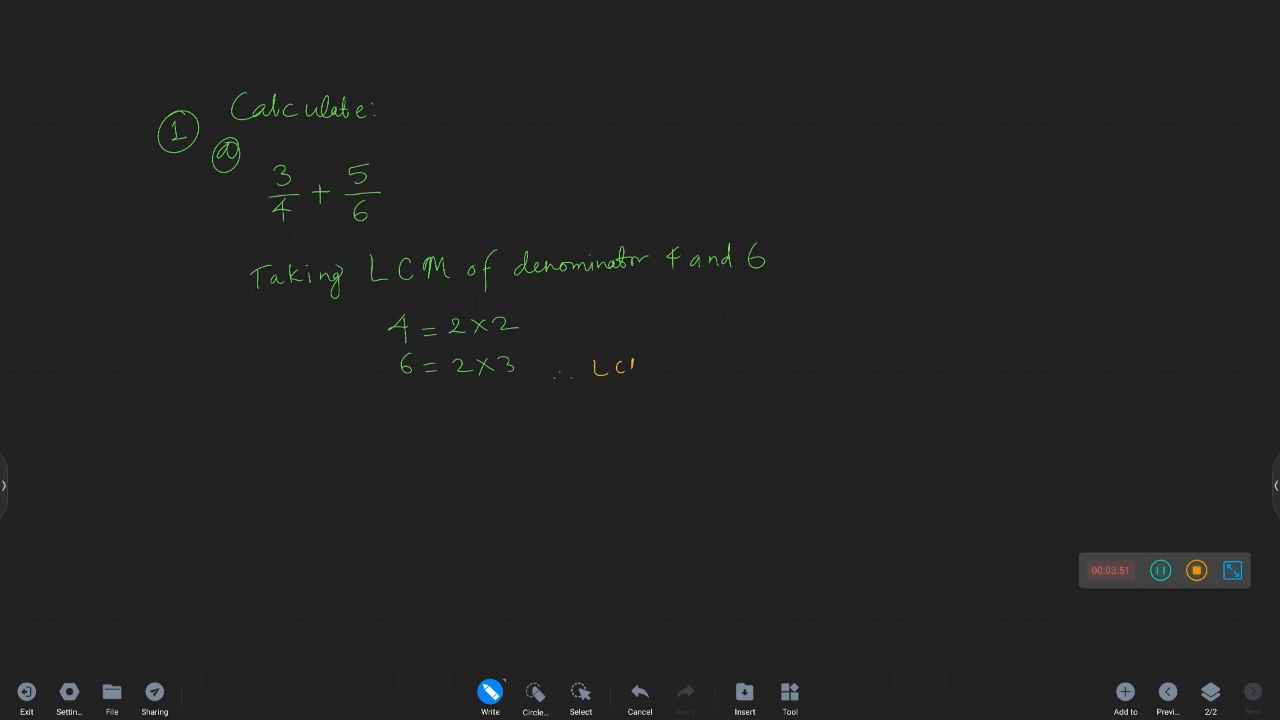 Calculate:
1
a
3/4 + 5/6
Taking LCM of denominator 4 and 6
4 = 2×2
6 = 2×3 ∴ LC
00:03:51
Exit Settin... File Sharing Write Circle... Select Cancel Redo Insert Tool Add to Previ... 2/2 Next